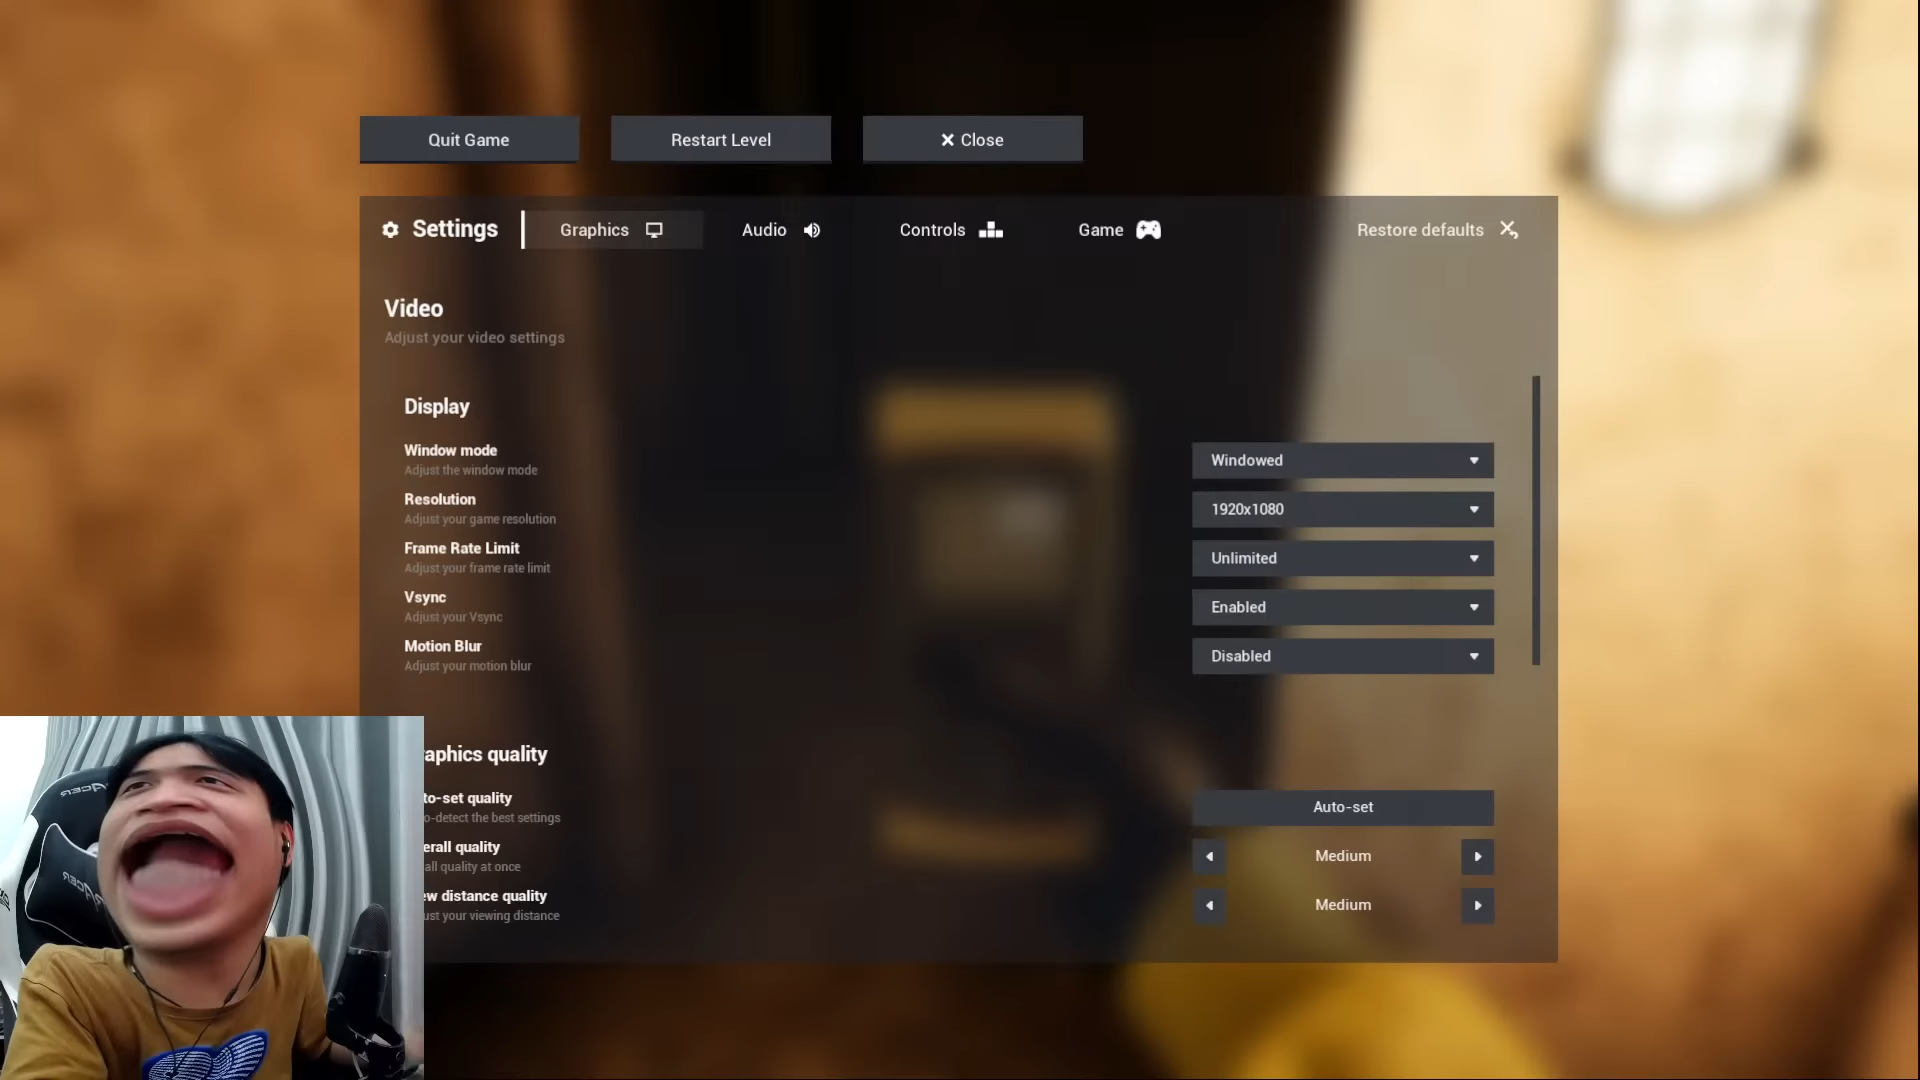 Quit Game
Restart Level
Close
Settings
Graphics
Audio
Controls
Game
Restore defaults
Video
Adjust your video settings
Display
Window mode
Adjust the window mode
Windowed
Resolution
Adjust your game resolution
1920x1080
Frame Rate Limit
Adjust your frame rate limit
Unlimited
Vsync
Adjust your Vsync
Enabled
Motion Blur
Adjust your motion blur
Disabled
aphics quality
to-set quality
o-detect the best settings
Auto-set
erall quality
all quality at once
Medium
ew distance quality
ust your viewing distance
Medium